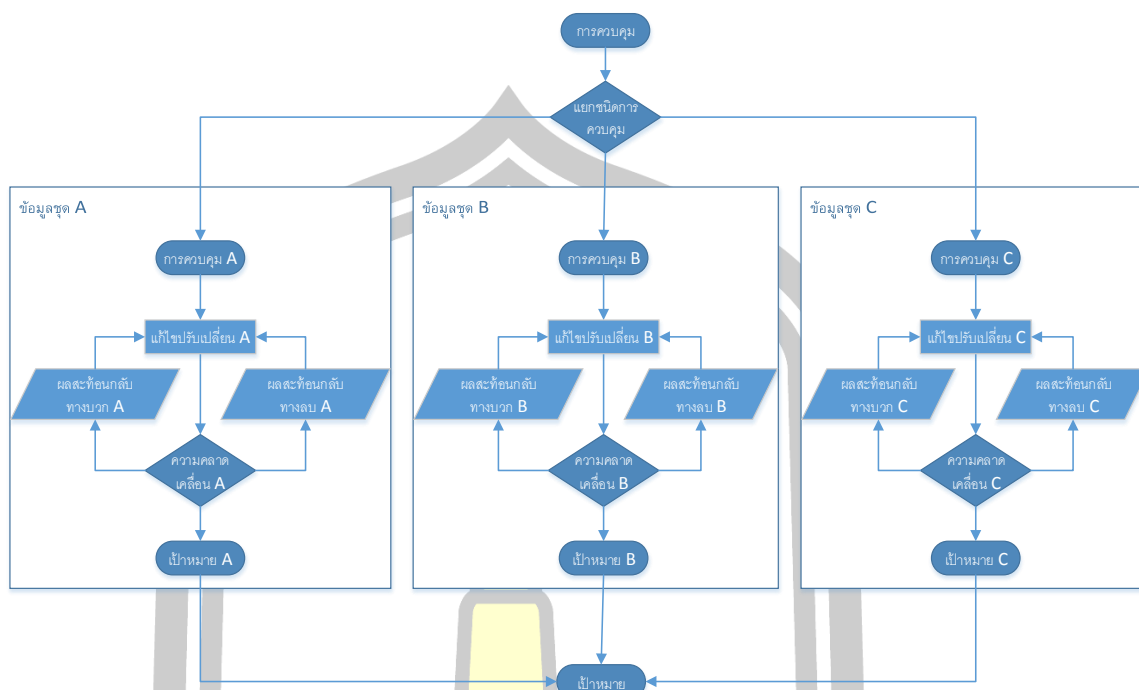 การควบคุม
แยกชนิดการ
ควบคุม
ข้อมูลชุด A
การควบคุม A
แก้ไขปรับเปลี่ยน A
ผลสะท้อนกลับ
ทางบวก A
ผลสะท้อนกลับ
ทางลบ A
ความคลาด
เคลื่อน A
เป้าหมาย A
ข้อมูลชุด B
การควบคุม B
แก้ไขปรับเปลี่ยน B
ผลสะท้อนกลับ
ทางบวก B
ผลสะท้อนกลับ
ทางลบ B
ความคลาด
เคลื่อน B
เป้าหมาย B
ข้อมูลชุด C
การควบคุม C
แก้ไขปรับเปลี่ยน C
ผลสะท้อนกลับ
ทางบวก C
ผลสะท้อนกลับ
ทางลบ C
ความคลาด
เคลื่อน C
เป้าหมาย C
เป้าหมาย